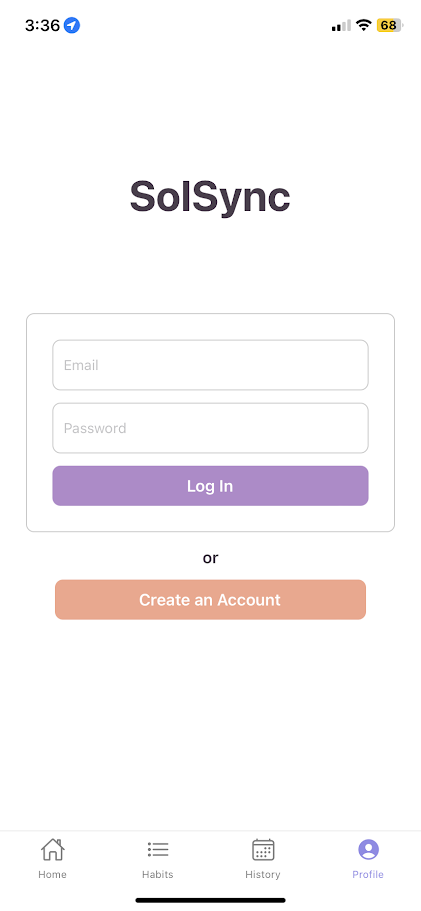 3:36
68
SolSync
Email
Password
Log In
or
Create an Account
Home
Habits
History
Profile